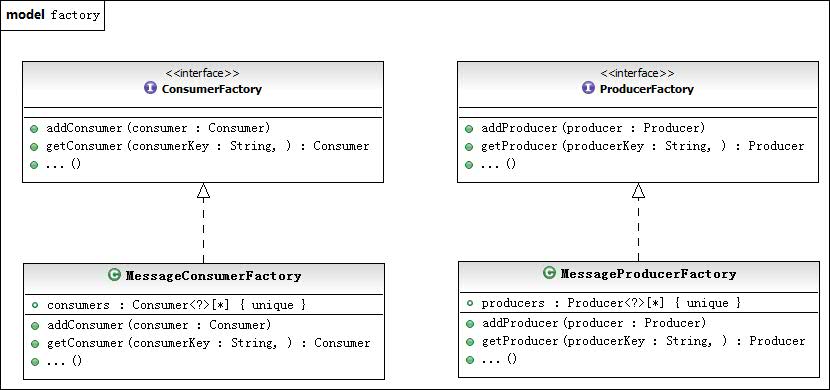 model factory
<<interface>>
I ConsumerFactory
addConsumer(consumer : Consumer)
getConsumer(consumerKey : String, ) : Consumer
...()
<<interface>>
I ProducerFactory
addProducer(producer : Producer)
getProducer(producerKey : String, ) : Producer
...()
C MessageConsumerFactory
consumers : Consumer<?>[*] { unique }
addConsumer(consumer : Consumer)
getConsumer(consumerKey : String, ) : Consumer
...()
C MessageProducerFactory
producers : Producer<?>[*] { unique }
addProducer(producer : Producer)
getProducer(producerKey : String, ) : Producer
...()